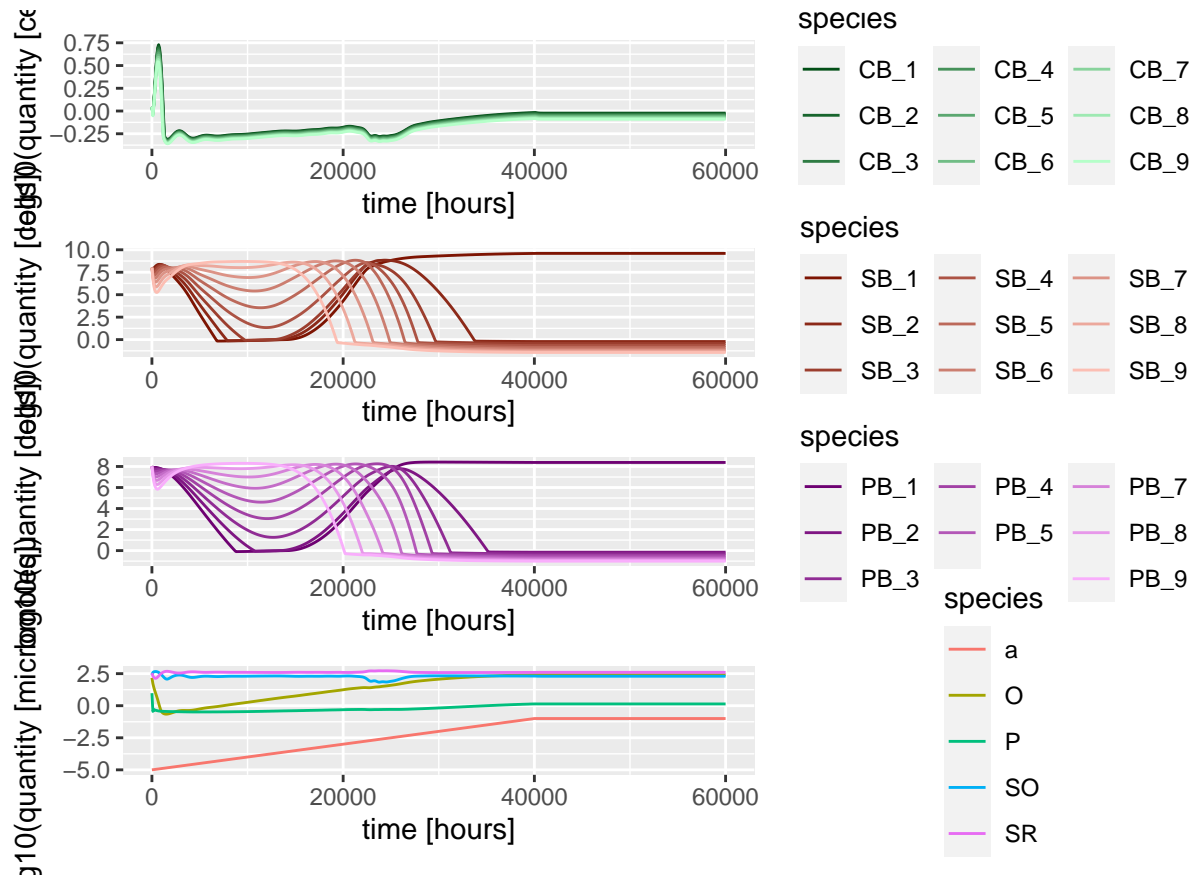 species
0.75
0.50
0.25
0.00
−0.25
0 20000 40000 60000
time [hours]
CB_1 CB_4 CB_7
CB_2 CB_5 CB_8
CB_3 CB_6 CB_9
species
10.0
7.5
5.0
2.5
0.0
0 20000 40000 60000
time [hours]
SB_1 SB_4 SB_7
SB_2 SB_5 SB_8
SB_3 SB_6 SB_9
species
8
6
4
2
0
0 20000 40000 60000
time [hours]
PB_1 PB_4 PB_7
PB_2 PB_5 PB_8
PB_3 PB_9
species
2.5
0.0
−2.5
−5.0
0 20000 40000 60000
time [hours]
a
O
P
SO
SR